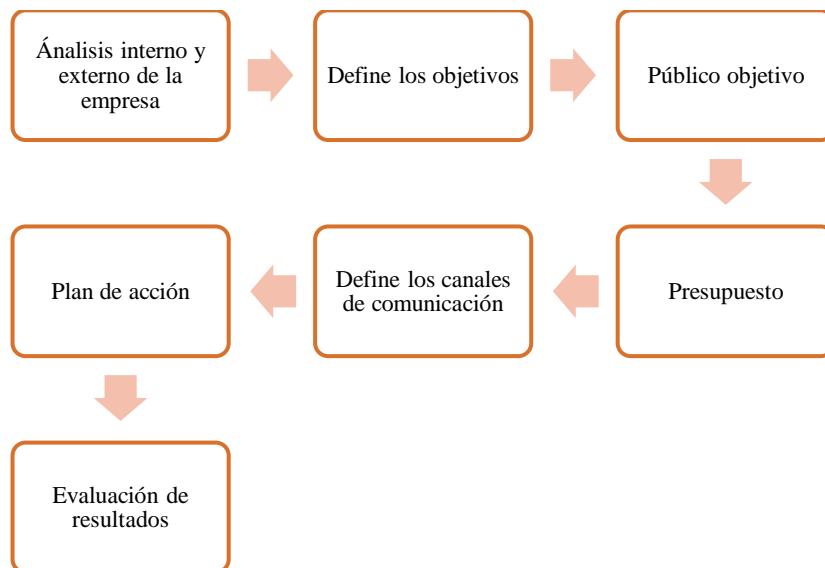 Ánalisis interno y
externo de la
empresa
Define los objetivos
Público objetivo
Presupuesto
Define los canales
de comunicación
Plan de acción
Evaluación de
resultados